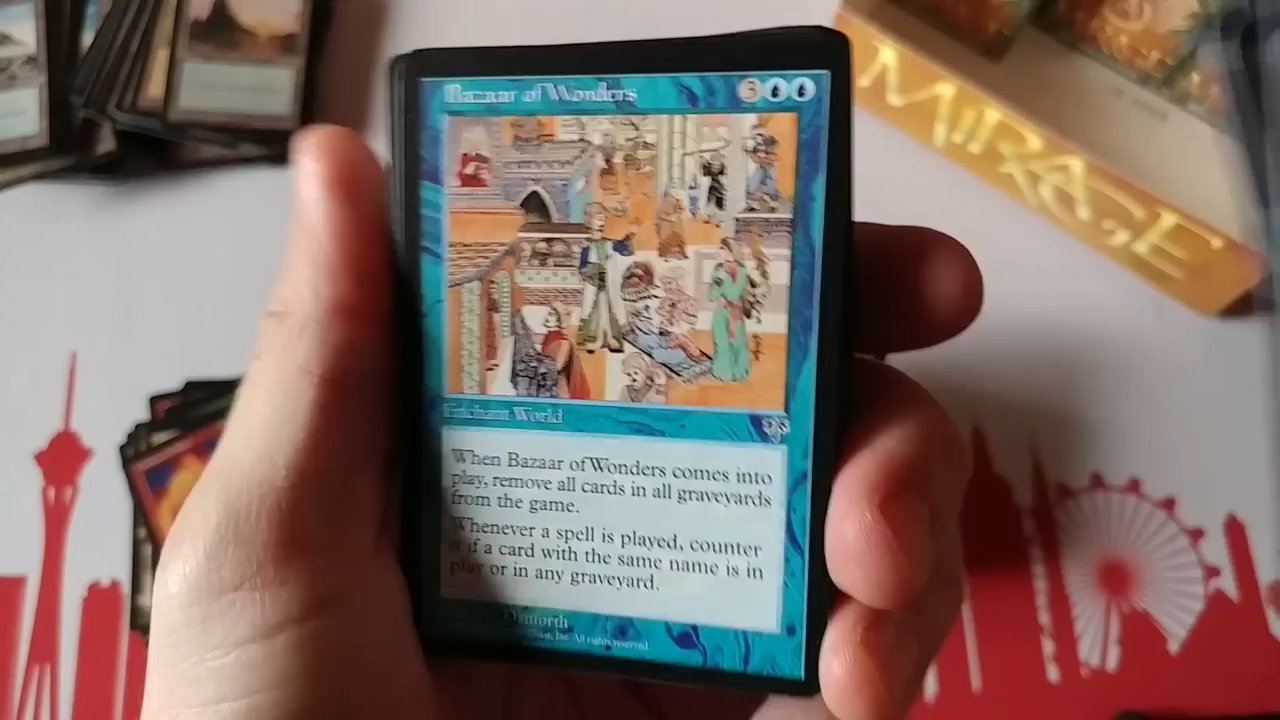 Bazaar of Wonders
3
MIRAGE
Enchant World
When Bazaar of Wonders comes into
play, remove all cards in all graveyards
from the game.
Whenever a spell is played, counter
it if a card with the same name is in
play or in any graveyard.
Danforth
Inc. All rights reserved.